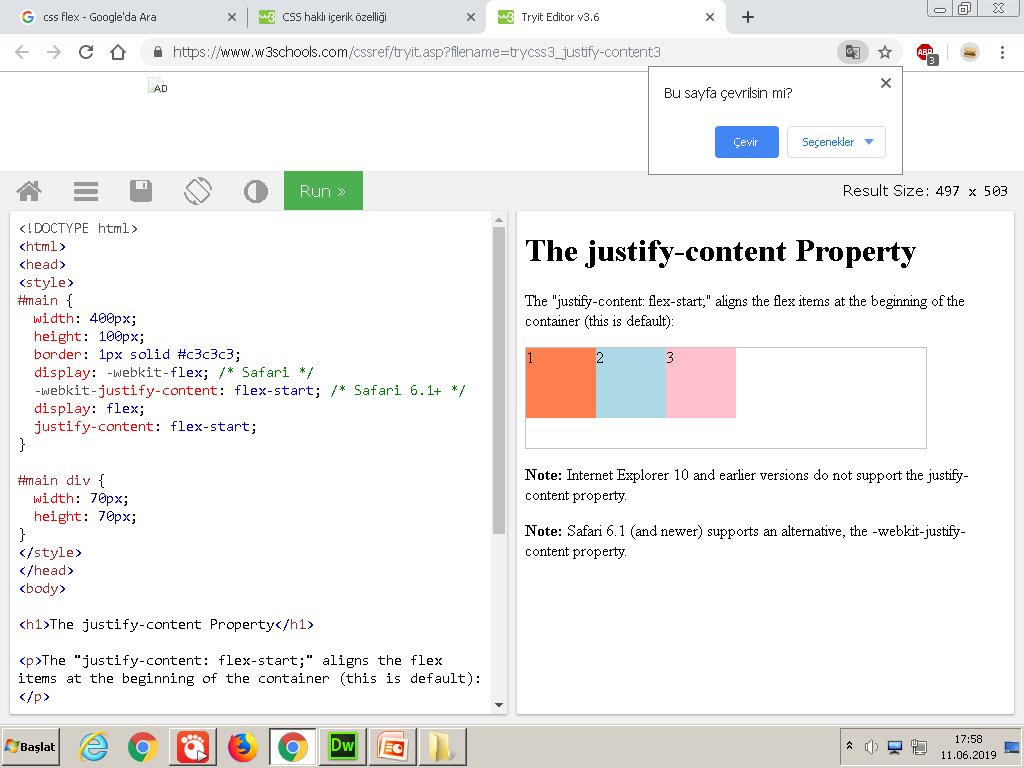 css flex - Google'da Ara
CSS haklı içerik özelliği
Tryit Editor v3.6
https://www.w3schools.com/cssref/tryit.asp?filename=trycss3_justify-content3
ABP
3
AD
Bu sayfa çevrilsin mi?
Çevir
Seçenekler
Run »
Result Size: 497 x 503
<!DOCTYPE html>
<html>
<head>
<style>
#main {
  width: 400px;
  height: 100px;
  border: 1px solid #c3c3c3;
  display: -webkit-flex; /* Safari */
  -webkit-justify-content: flex-start; /* Safari 6.1+ */
  display: flex;
  justify-content: flex-start;
}
#main div {
  width: 70px;
  height: 70px;
}
</style>
</head>
<body>
<h1>The justify-content Property</h1>
<p>The "justify-content: flex-start;" aligns the flex
items at the beginning of the container (this is default):
</p>
The justify-content Property
The "justify-content: flex-start;" aligns the flex items at the beginning of the
container (this is default):
1 2 3
Note: Internet Explorer 10 and earlier versions do not support the justify-
content property.
Note: Safari 6.1 (and newer) supports an alternative, the -webkit-justify-
content property.
Başlat
Dw
17:58
11.06.2019